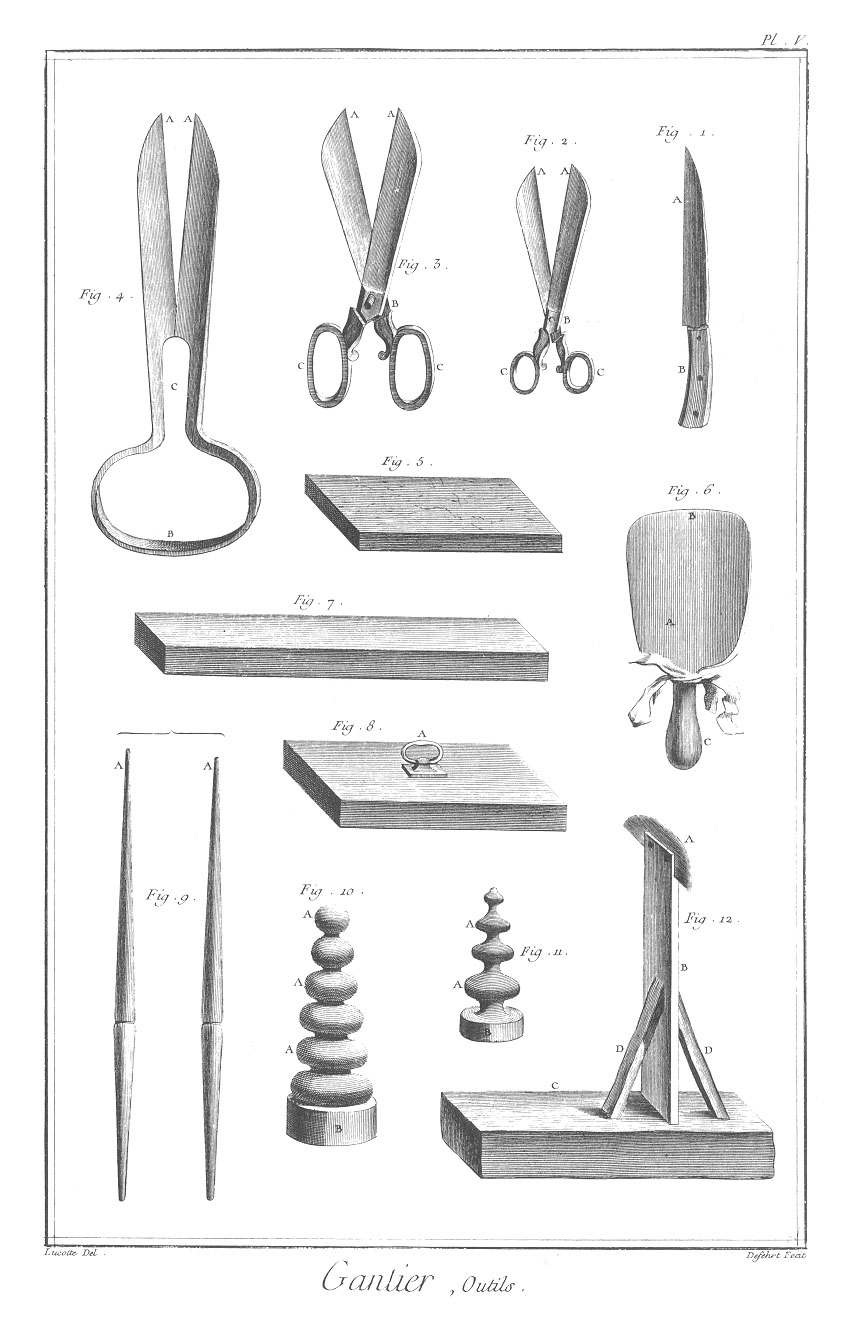 Pl . V.
Fig . 1 .
Fig . 2 .
A A
A A
A A
A
Fig . 3 .
Fig . 4 .
B
B
C
C C
C C
B
Fig . 5 .
B
Fig . 6 .
B
A
C
Fig . 7 .
Fig . 8 .
A
A A
Fig . 9 .
Fig . 10 .
A
A
A
B
Fig . 11 .
A
A
B
Fig . 12 .
A
B
D D
C
Lucotte Del .
Defehrt Fecit
Gantier , Outils .